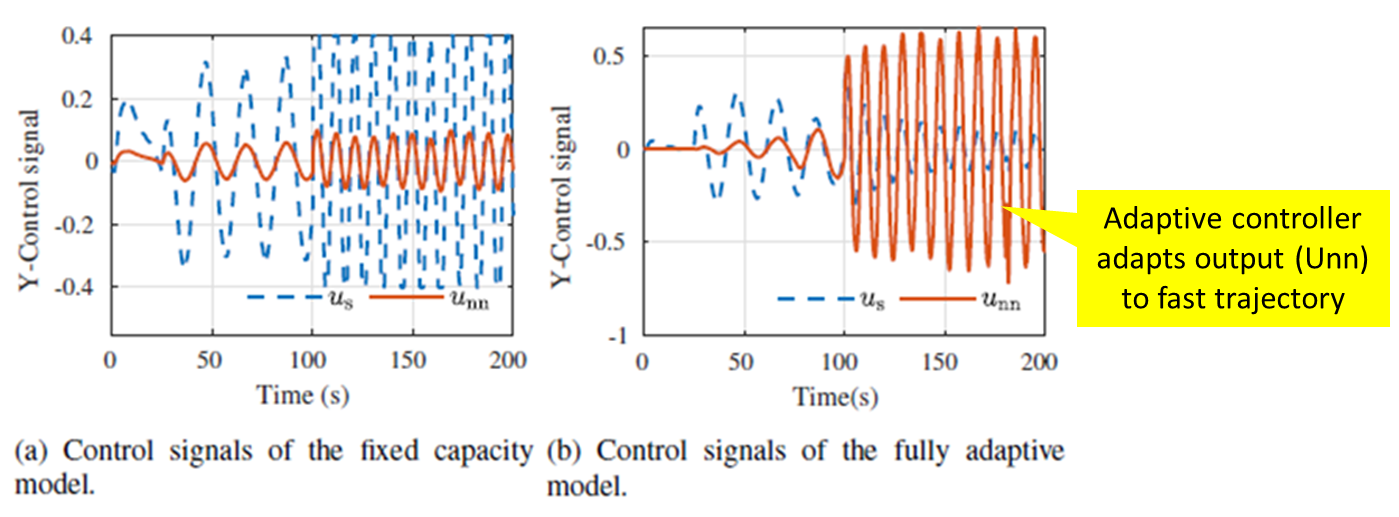 0.4
0.2
0
-0.2
-0.4
Y-Control signal
u_s u_nn
0 50 100 150 200
Time (s)
(a) Control signals of the fixed capacity
model.
0.5
0
-0.5
-1
Y-Control signal
u_s u_nn
0 50 100 150 200
Time(s)
(b) Control signals of the fully adaptive
model.
Adaptive controller
adapts output (Unn)
to fast trajectory